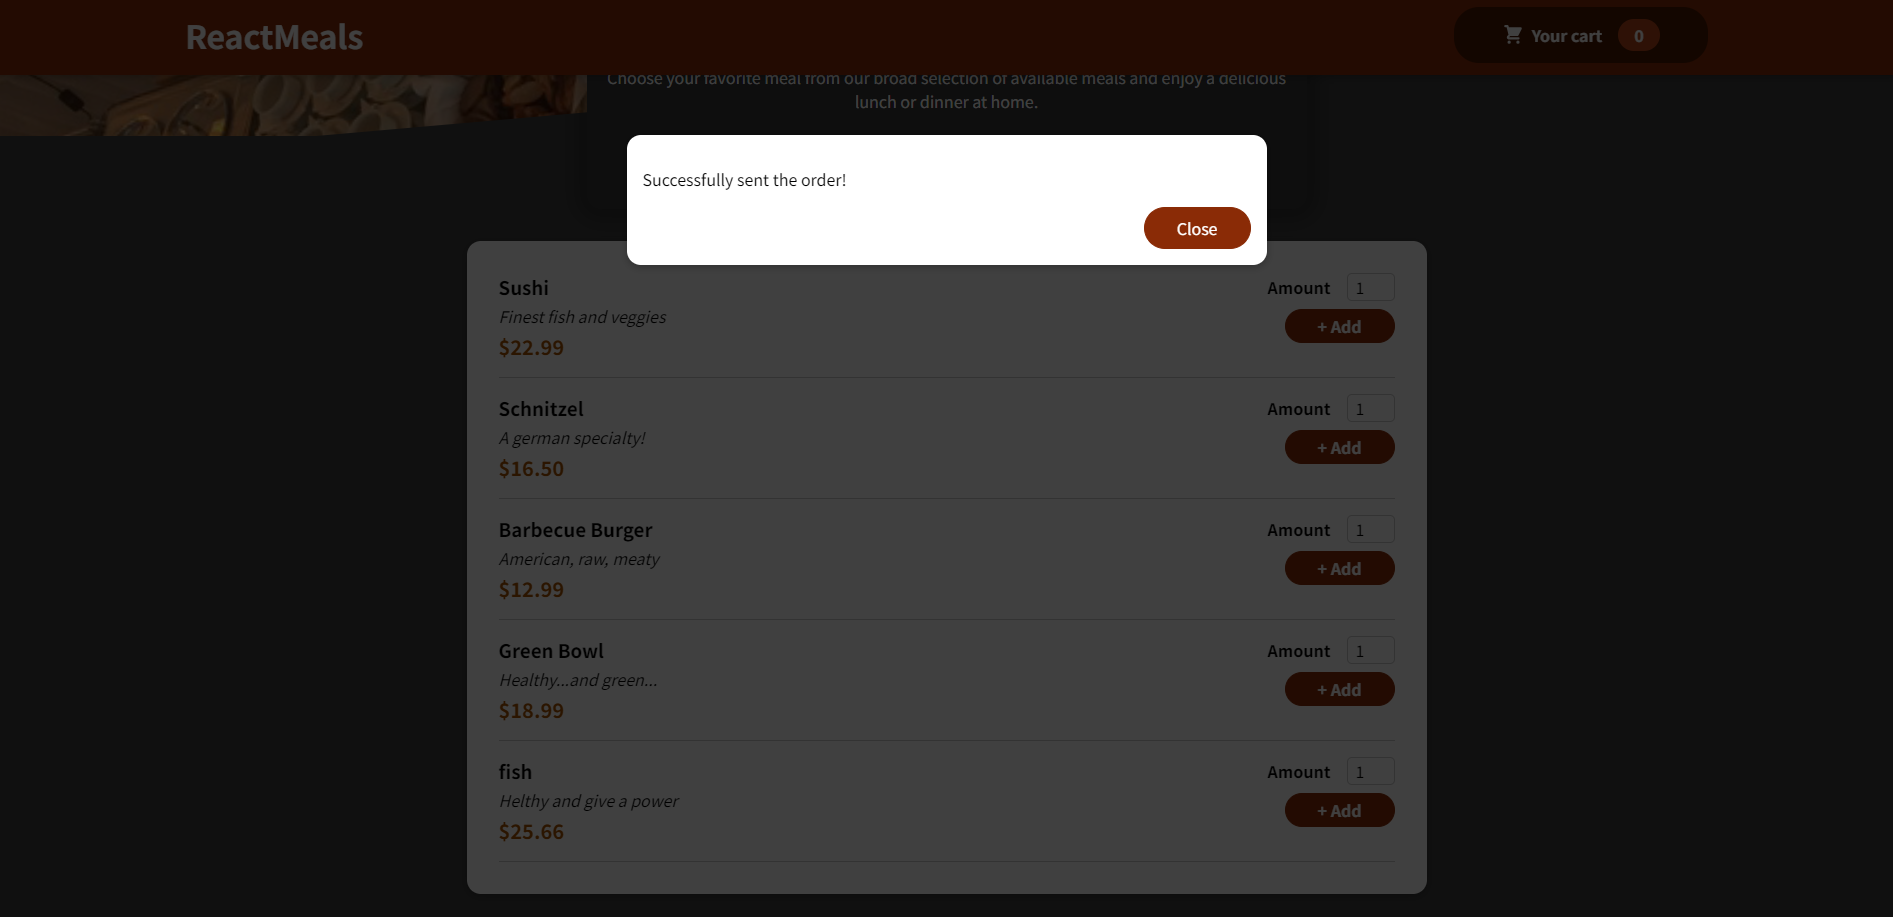 ReactMeals
Your cart 0
Choose your favorite meal from our broad selection of available meals and enjoy a delicious
lunch or dinner at home.
Successfully sent the order!
Close
Sushi
Finest fish and veggies
$22.99
Amount 1
+ Add
Schnitzel
A german specialty!
$16.50
Amount 1
+ Add
Barbecue Burger
American, raw, meaty
$12.99
Amount 1
+ Add
Green Bowl
Healthy...and green...
$18.99
Amount 1
+ Add
fish
Helthy and give a power
$25.66
Amount 1
+ Add